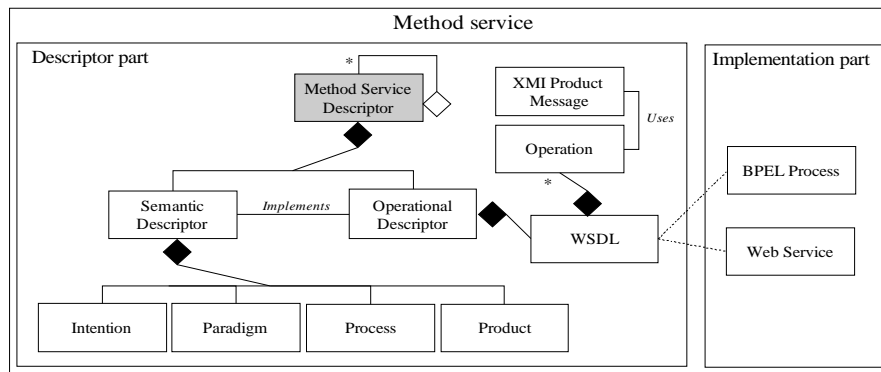 Method service
Descriptor part
Implementation part
*
Method Service
Descriptor
XMI Product
Message
Uses
Operation
*
BPEL Process
Semantic
Descriptor
Implements
Operational
Descriptor
WSDL
Web Service
Intention
Paradigm
Process
Product